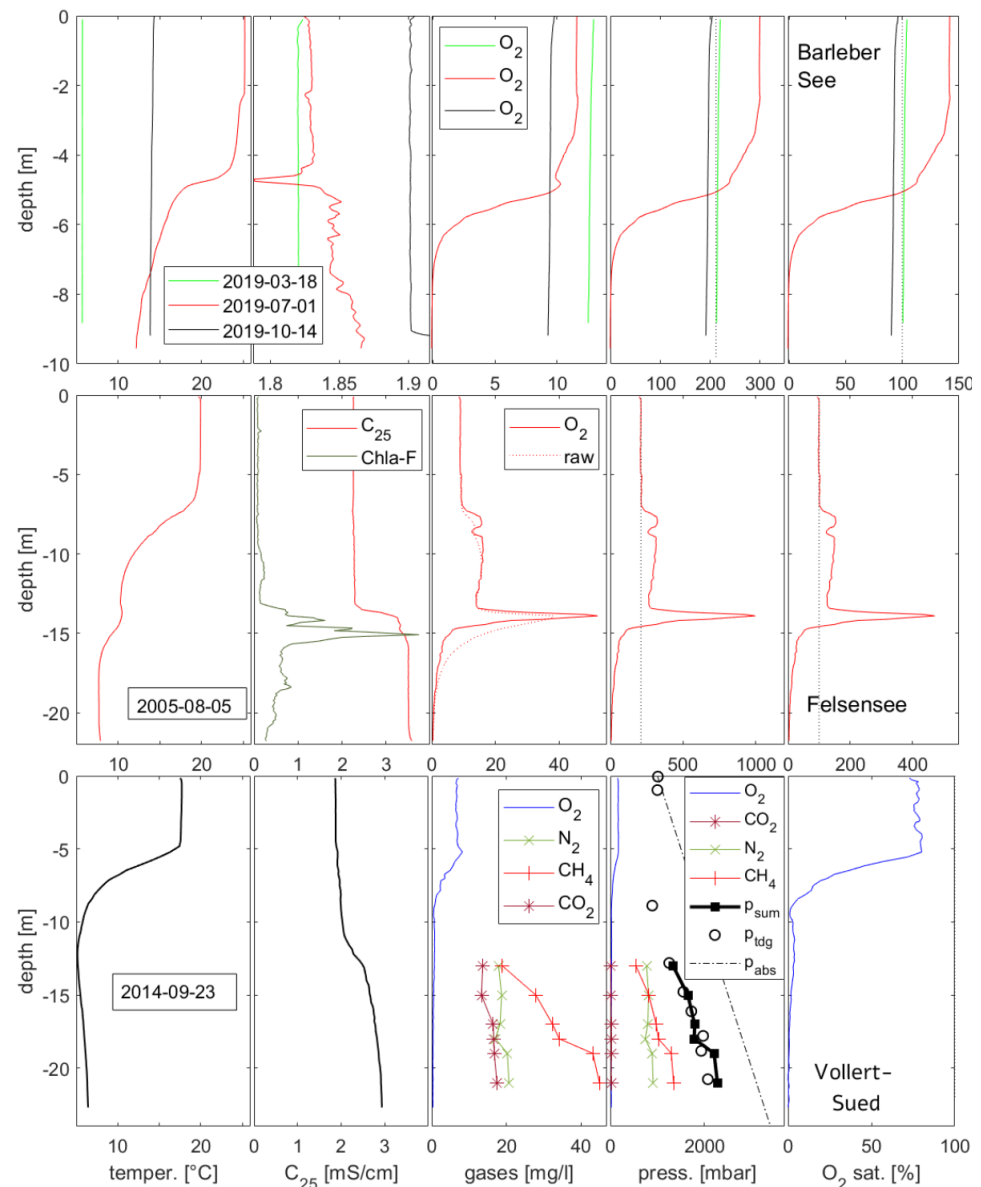 0
-2
-4
-6
-8
-10
depth [m]
10 20
2019-03-18
2019-07-01
2019-10-14
1.8 1.85 1.9
O2
O2
O2
0 5 10
0 100 200 300
Barleber
See
0 50 100 150
0
-5
-10
-15
-20
depth [m]
2005-08-05
10 20
C25
Chla-F
0 1 2 3
O2
raw
0 20 40
0 500 1000
Felsensee
0 200 400
0
-5
-10
-15
-20
depth [m]
2014-09-23
10 20
temper. [°C]
0 1 2 3 4
C25 [mS/cm]
O2
N2
CH4
CO2
0 20 40
gases [mg/l]
O2
CO2
N2
CH4
psum
ptdg
pabs
0 2000
press. [mbar]
Vollert-
Sued
0 50 100
O2 sat. [%]